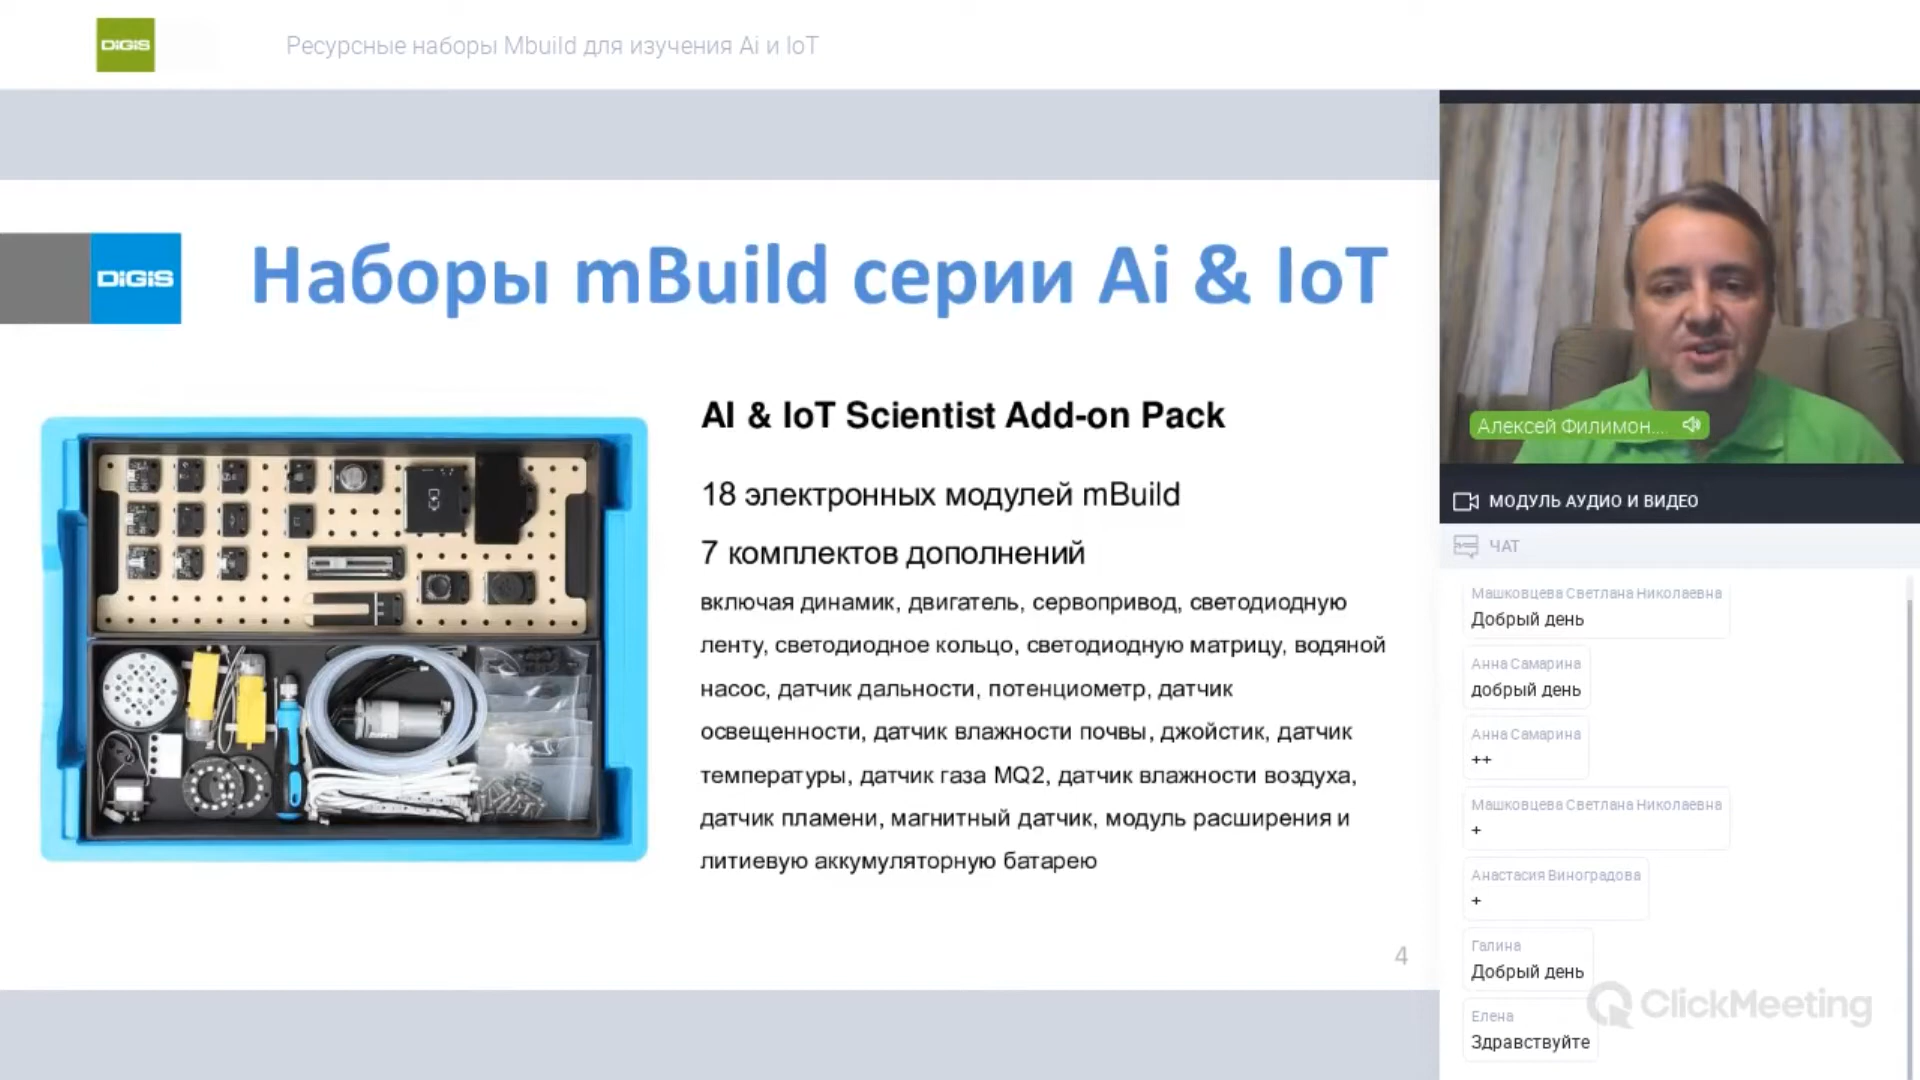 DiGiS
Ресурсные наборы Mbuild для изучения Ai и IoT
DiGiS
Наборы mBuild серии Ai & IoT
AI & IoT Scientist Add-on Pack
18 электронных модулей mBuild
7 комплектов дополнений
включая динамик, двигатель, сервопривод, светодиодную
ленту, светодиодное кольцо, светодиодную матрицу, водяной
насос, датчик дальности, потенциометр, датчик
освещенности, датчик влажности почвы, джойстик, датчик
температуры, датчик газа MQ2, датчик влажности воздуха,
датчик пламени, магнитный датчик, модуль расширения и
литиевую аккумуляторную батарею
4
Алексей Филимон...
МОДУЛЬ АУДИО И ВИДЕО
ЧАТ
Машковцева Светлана Николаевна
Добрый день
Анна Самарина
добрый день
Анна Самарина
++
Машковцева Светлана Николаевна
+
Анастасия Виноградова
+
Галина
Добрый день
Елена
Здравствуйте
ClickMeeting